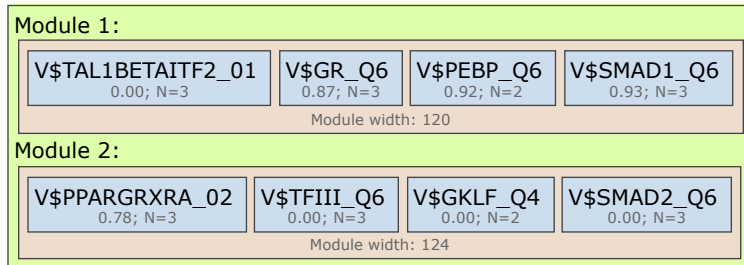 Module 1:
V$TAL1BETAITF2_01 V$GR_Q6 V$PEBP_Q6 V$SMAD1_Q6
0.00; N=3 0.87; N=3 0.92; N=2 0.93; N=3
Module width: 120
Module 2:
V$PPARGRXRA_02 V$TFIII_Q6 V$GKLF_Q4 V$SMAD2_Q6
0.78; N=3 0.00; N=3 0.00; N=2 0.00; N=3
Module width: 124